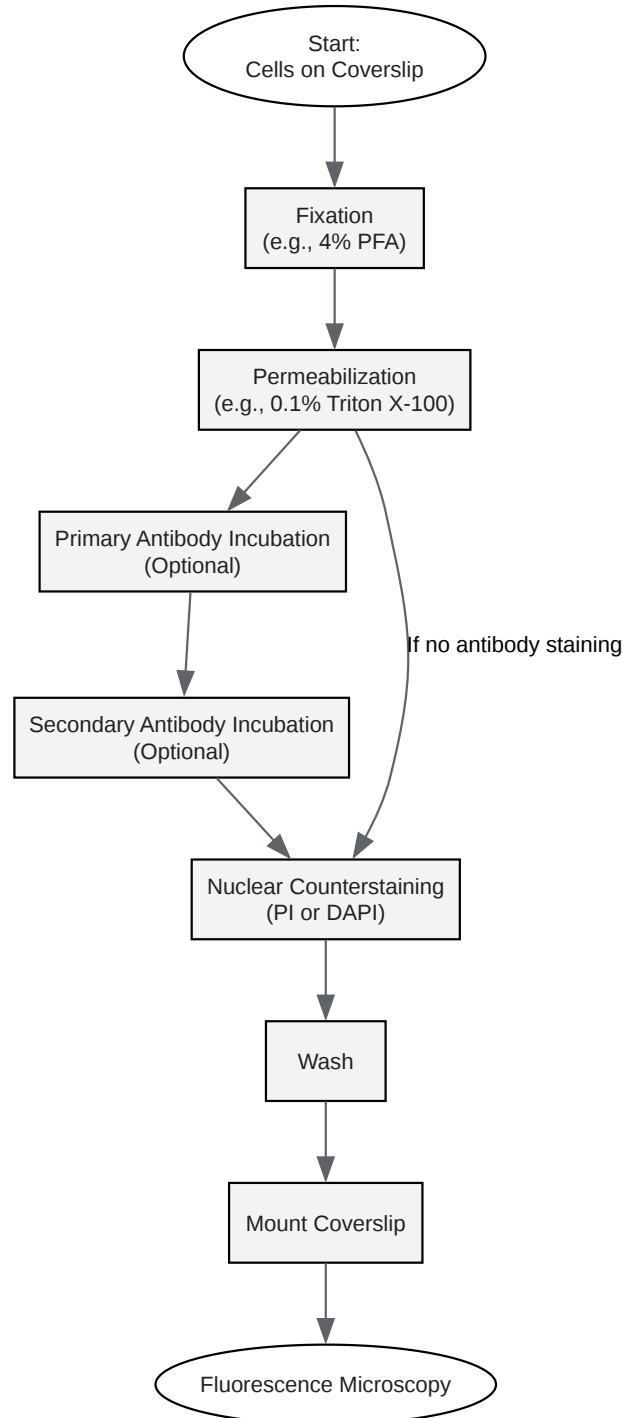 Start:
Cells on Coverslip
Fixation
(e.g., 4% PFA)
Permeabilization
(e.g., 0.1% Triton X-100)
Primary Antibody Incubation
(Optional)
If no antibody staining
Secondary Antibody Incubation
(Optional)
Nuclear Counterstaining
(PI or DAPI)
Wash
Mount Coverslip
Fluorescence Microscopy